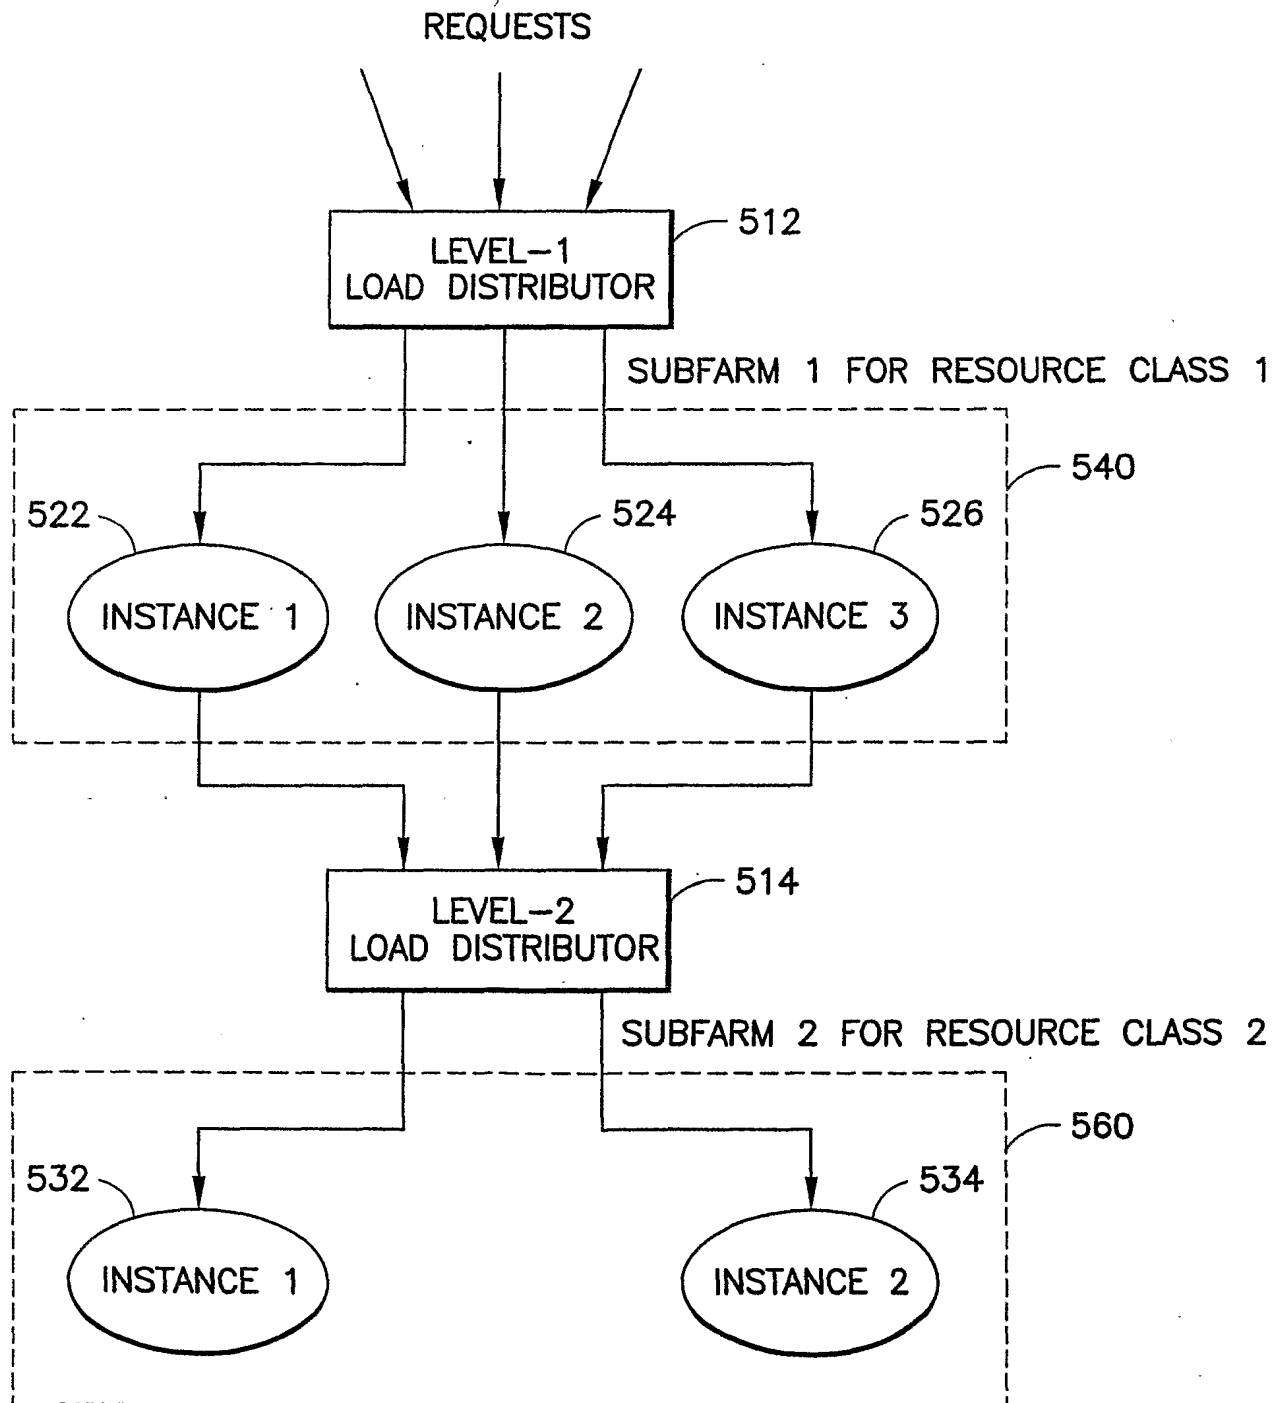 REQUESTS
512
LEVEL-1
LOAD DISTRIBUTOR
SUBFARM 1 FOR RESOURCE CLASS 1
540
522
524
526
INSTANCE 1
INSTANCE 2
INSTANCE 3
514
LEVEL-2
LOAD DISTRIBUTOR
SUBFARM 2 FOR RESOURCE CLASS 2
560
532
534
INSTANCE 1
INSTANCE 2